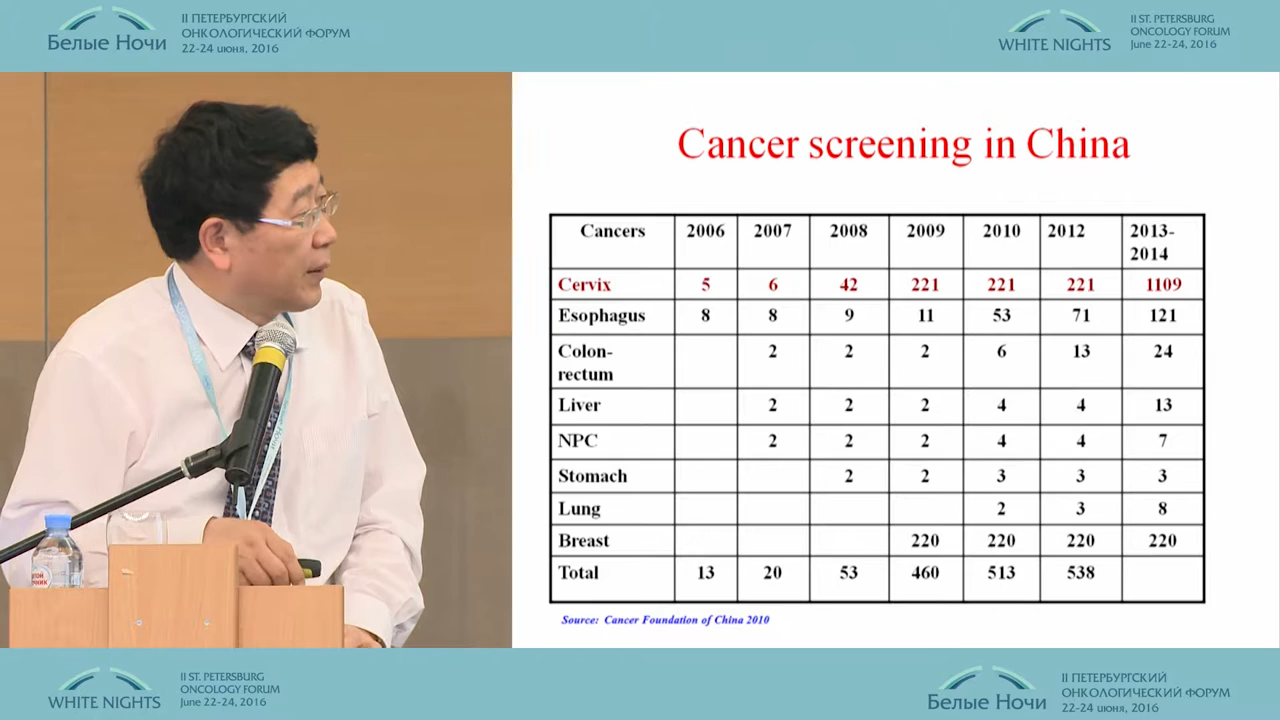 II ПЕТЕРБУРГСКИЙ
ОНКОЛОГИЧЕСКИЙ ФОРУМ
Белые Ночи
22-24 июня, 2016
II ST. PETERSBURG
ONCOLOGY FORUM
WHITE NIGHTS
June 22-24, 2016
Cancer screening in China
Cancers 2006 2007 2008 2009 2010 2012 2013-
2014
Cervix 5 6 42 221 221 221 1109
Esophagus 8 8 9 11 53 71 121
Colon- 2 2 2 6 13 24
rectum
Liver 2 2 2 4 4 13
NPC 2 2 2 4 4 7
Stomach 2 2 3 3 3
Lung 2 3 8
Breast 220 220 220 220
Total 13 20 53 460 513 538
Source: Cancer Foundation of China 2010
II ST. PETERSBURG
ONCOLOGY FORUM
WHITE NIGHTS
June 22-24, 2016
II ПЕТЕРБУРГСКИЙ
ОНКОЛОГИЧЕСКИЙ ФОРУМ
Белые Ночи
22-24 июня, 2016